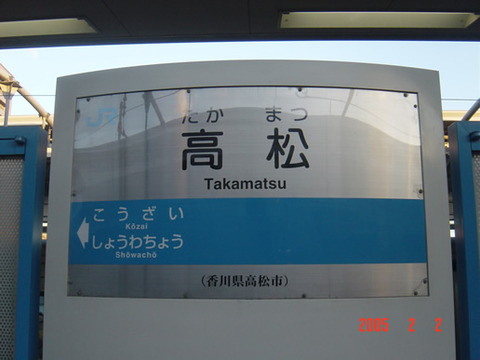 JR
たか まつ
高松
Takamatsu
こうざい
Kōzai
しょうわちょう
Shōwachō
(香川県高松市)
2005 2 2